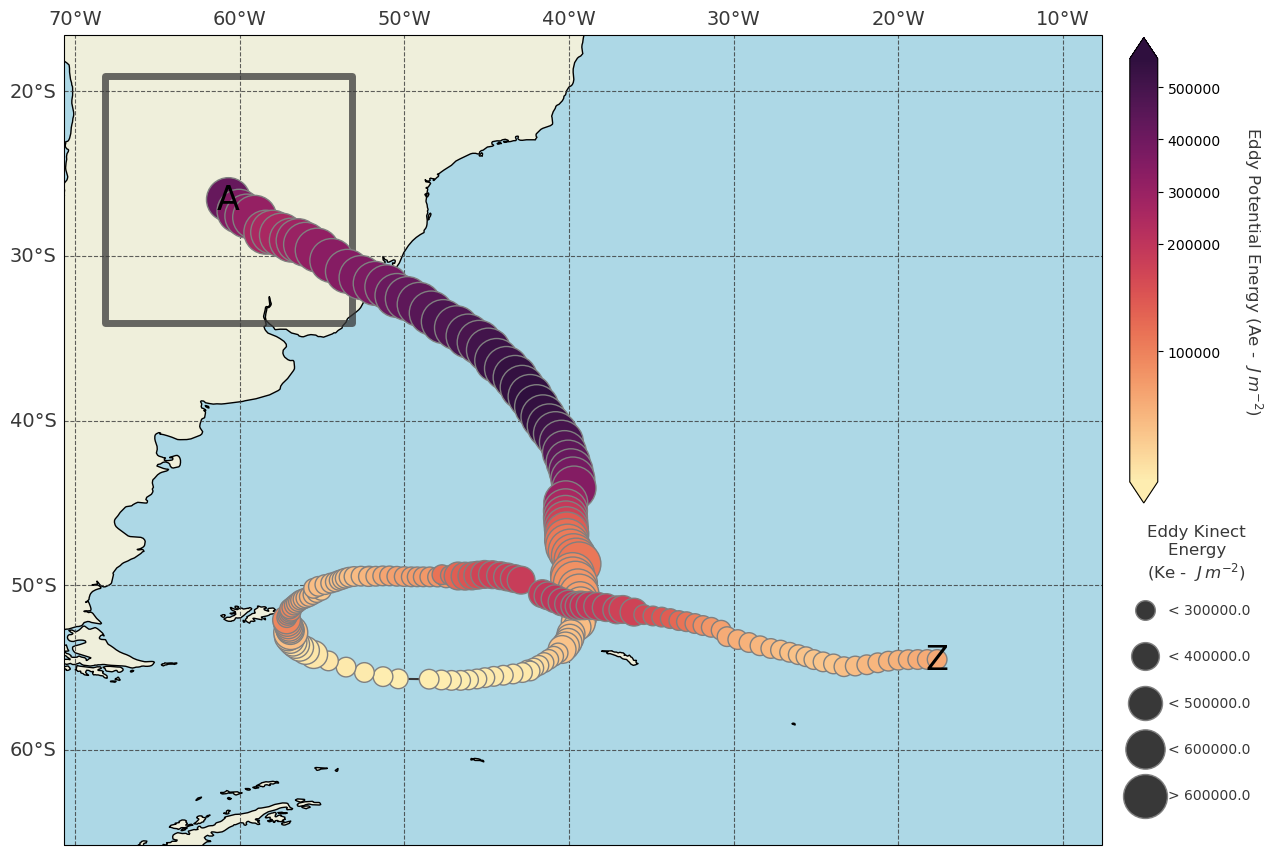 70°W 60°W 50°W 40°W 30°W 20°W 10°W
20°S
30°S
40°S
50°S
60°S
A
Z
500000
400000
300000
200000
100000
Eddy Potential Energy (Ae - J m⁻²)
Eddy Kinect
Energy
(Ke - J m⁻²)
< 300000.0
< 400000.0
< 500000.0
< 600000.0
> 600000.0